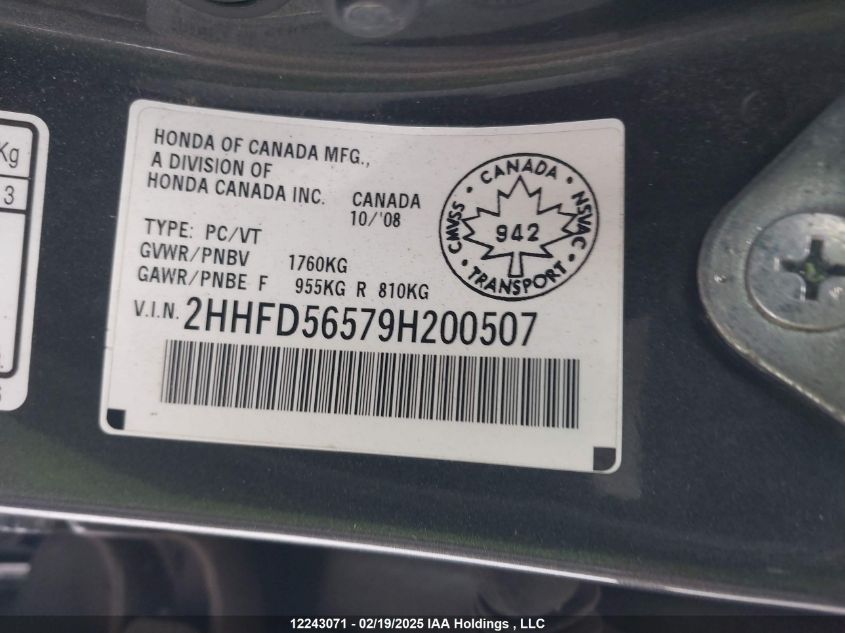 Kg
3
HONDA OF CANADA MFG.,
A DIVISION OF
HONDA CANADA INC. CANADA
10/'08
TYPE: PC/VT
GVWR/PNBV 1760KG
GAWR/PNBE F 955KG R 810KG
V.I.N. 2HHFD56579H200507
CANADA
CMVSS 942 NSVAC
TRANSPORT
12243071 - 02/19/2025 IAA Holdings , LLC